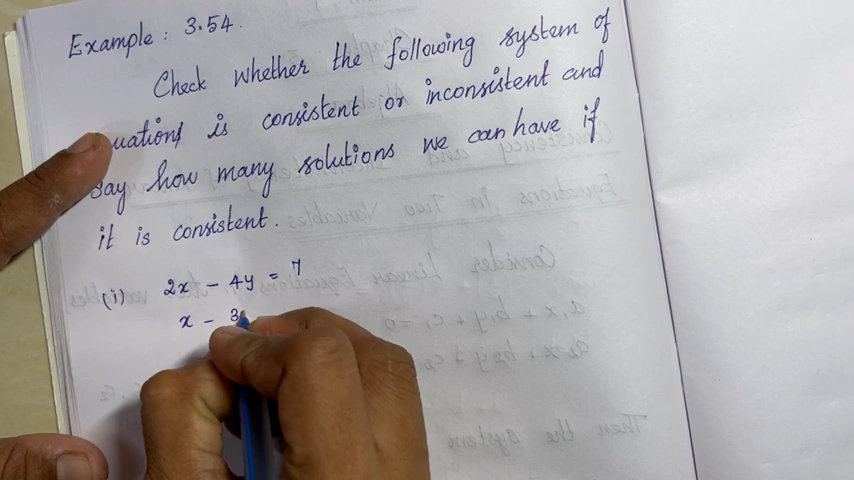 Example : 3.54.
Check whether the following system of
uations is consistent or inconsistent and
say how many solutions we can have if
it is consistent.
(i) 2x - 4y = 7
x - 3